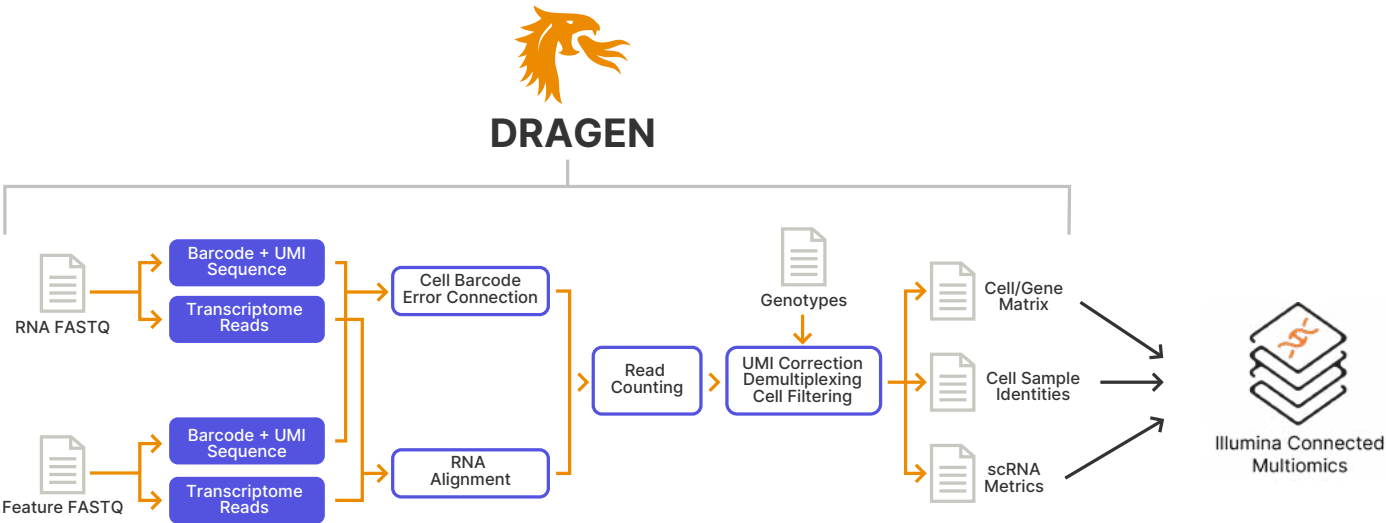 DRAGEN
RNA FASTQ
Barcode + UMI
Sequence
Transcriptome
Reads
Feature FASTQ
Barcode + UMI
Sequence
Transcriptome
Reads
Cell Barcode
Error Connection
RNA
Alignment
Read
Counting
Genotypes
UMI Correction
Demultiplexing
Cell Filtering
Cell/Gene
Matrix
Cell Sample
Identities
scRNA
Metrics
Illumina Connected
Multiomics